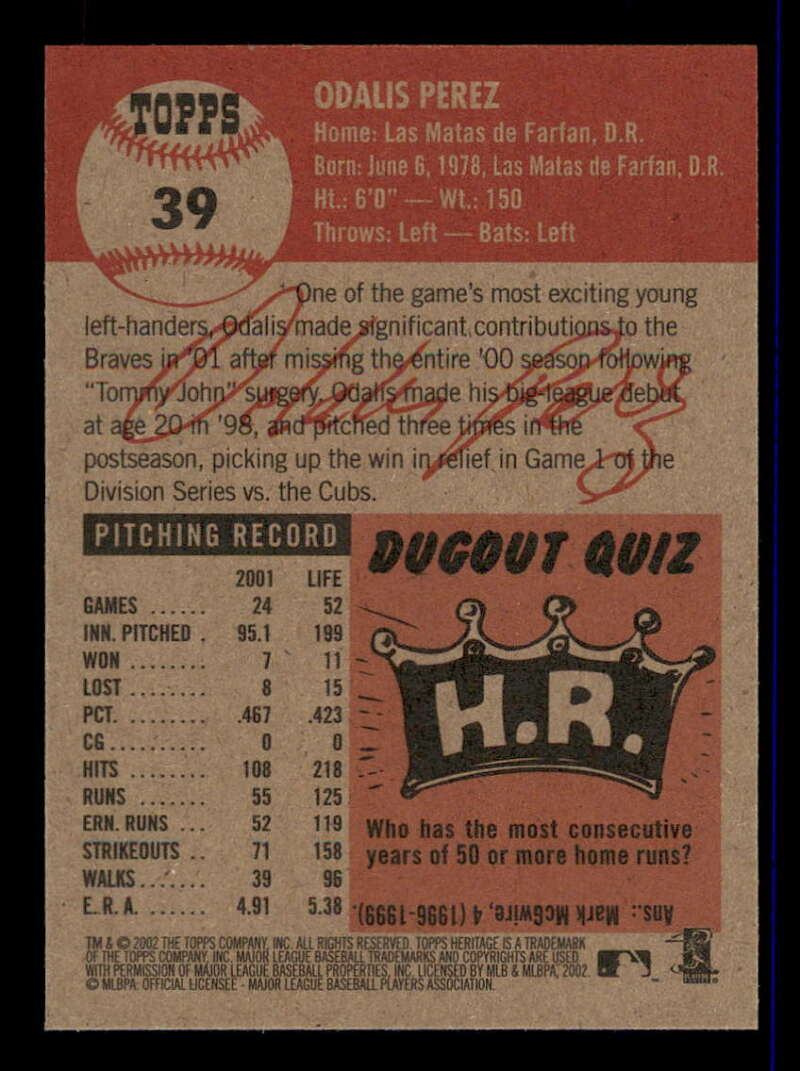 TOPPS
39
ODALIS PEREZ
Home: Las Matas de Farfan, D.R.
Born: June 6, 1978, Las Matas de Farfan, D.R.
Ht.: 6'0" — Wt.: 150
Throws: Left — Bats: Left
One of the game's most exciting young
left-handers, Odalis made significant contributions to the
Braves in '01 after missing the entire '00 season following
"Tommy John" surgery. Odalis made his big-league debut
at age 20 in '98, and pitched three times in the
postseason, picking up the win in relief in Game 1 of the
Division Series vs. the Cubs.
PITCHING RECORD
2001 LIFE
GAMES ...... 24 52
INN. PITCHED . 95.1 199
WON ........ 7 11
LOST ........ 8 15
PCT. ........ .467 .423
CG.......... 0 0
HITS ........ 108 218
RUNS ....... 55 125
ERN. RUNS ... 52 119
STRIKEOUTS .. 71 158
WALKS....... 39 96
E.R.A. ...... 4.91 5.38
DUGOUT QUIZ
H.R.
Who has the most consecutive
years of 50 or more home runs?
Ans.: Mark McGwire, 4 (1996-1999).
TM & © 2002 THE TOPPS COMPANY, INC. ALL RIGHTS RESERVED. TOPPS HERITAGE IS A TRADEMARK
OF THE TOPPS COMPANY, INC. MAJOR LEAGUE BASEBALL TRADEMARKS AND COPYRIGHTS ARE USED
WITH PERMISSION OF MAJOR LEAGUE BASEBALL PROPERTIES, INC. LICENSED BY MLB & MLBPA, 2002.
© MLBPA: OFFICIAL LICENSEE - MAJOR LEAGUE BASEBALL PLAYERS ASSOCIATION.